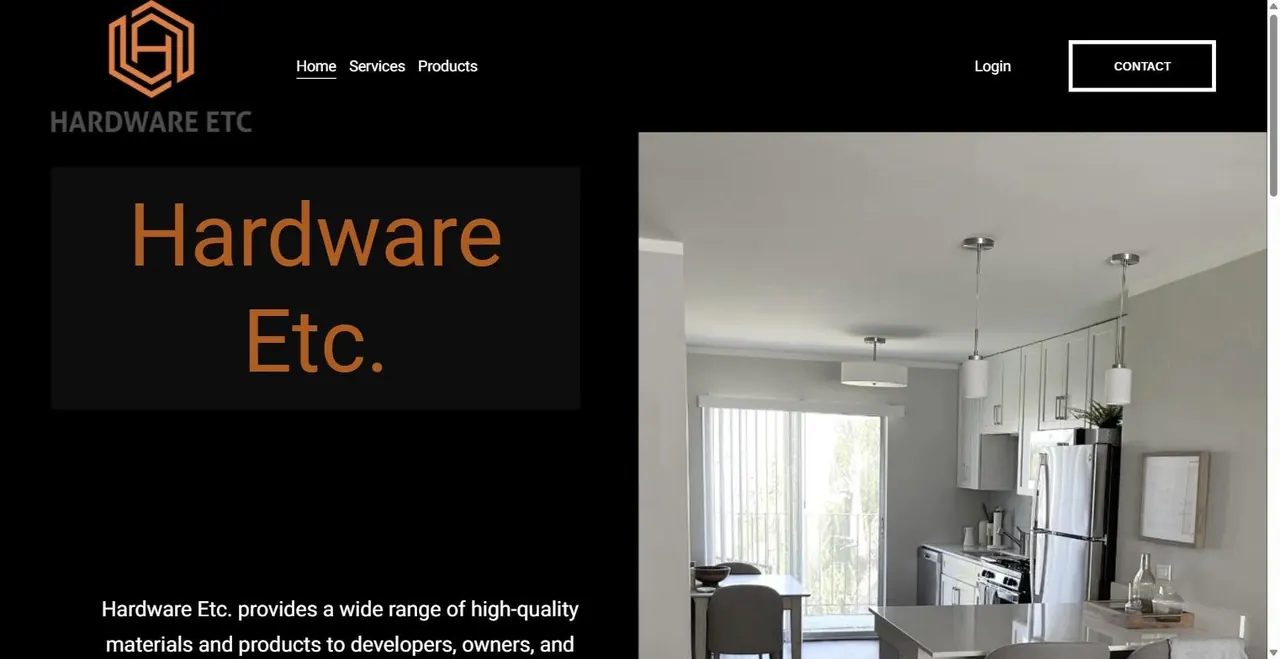 HARDWARE ETC
Home Services Products
Login
CONTACT
Hardware
Etc.
Hardware Etc. provides a wide range of high-quality
materials and products to developers, owners, and